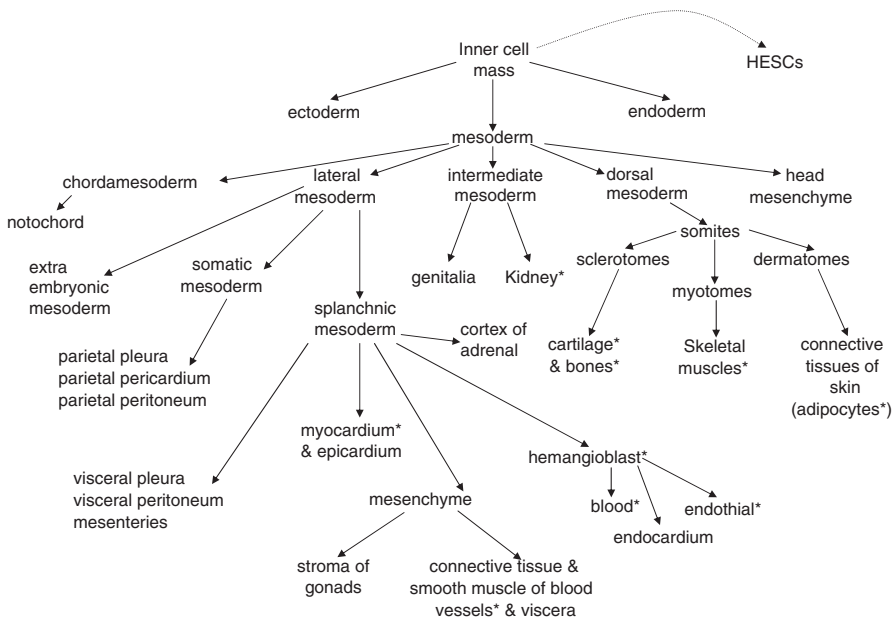 Inner cell
mass
HESCs
ectoderm
endoderm
mesoderm
chordamesoderm
lateral
mesoderm
intermediate
mesoderm
dorsal
mesoderm
head
mesenchyme
notochord
somites
extra
embryonic
mesoderm
somatic
mesoderm
genitalia
Kidney*
sclerotomes
dermatomes
myotomes
splanchnic
mesoderm
cortex of
adrenal
cartilage*
& bones*
Skeletal
muscles*
connective
tissues of
skin
(adipocytes*)
parietal pleura
parietal pericardium
parietal peritoneum
myocardium*
& epicardium
hemangioblast*
visceral pleura
visceral peritoneum
mesenteries
mesenchyme
blood*
endothial*
endocardium
stroma of
gonads
connective tissue &
smooth muscle of blood
vessels* & viscera